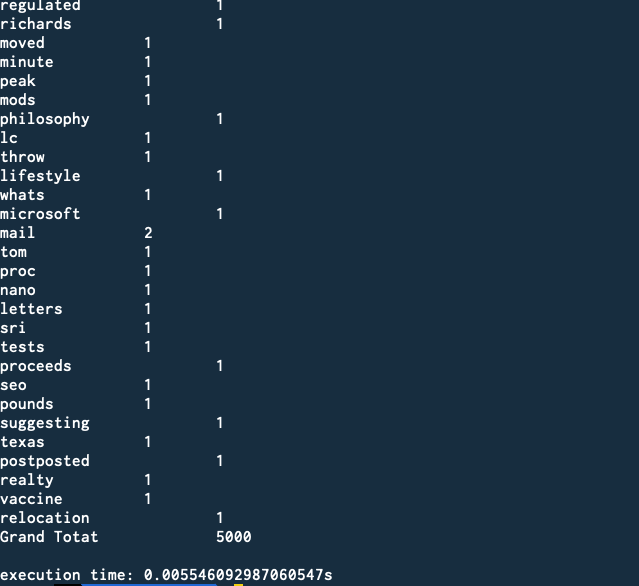 regulated 1
richards 1
moved 1
minute 1
peak 1
mods 1
philosophy 1
lc 1
throw 1
lifestyle 1
whats 1
microsoft 1
mail 2
tom 1
proc 1
nano 1
letters 1
sri 1
tests 1
proceeds 1
seo 1
pounds 1
suggesting 1
texas 1
postposted 1
realty 1
vaccine 1
relocation 1
Grand Totat 5000
execution time: 0.005546092987060547s